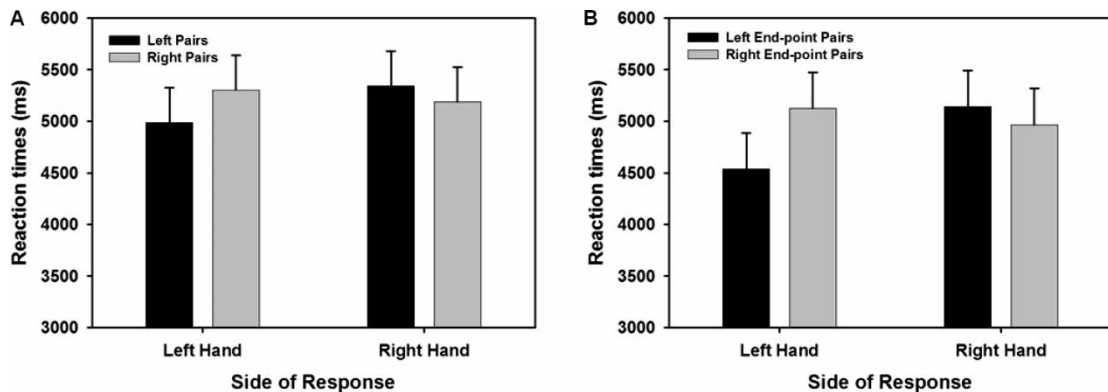 A
Left Pairs
Right Pairs
Reaction times (ms)
6000
5500
5000
4500
4000
3500
3000
Left Hand
Right Hand
Side of Response
B
Left End-point Pairs
Right End-point Pairs
Reaction times (ms)
6000
5500
5000
4500
4000
3500
3000
Left Hand
Right Hand
Side of Response